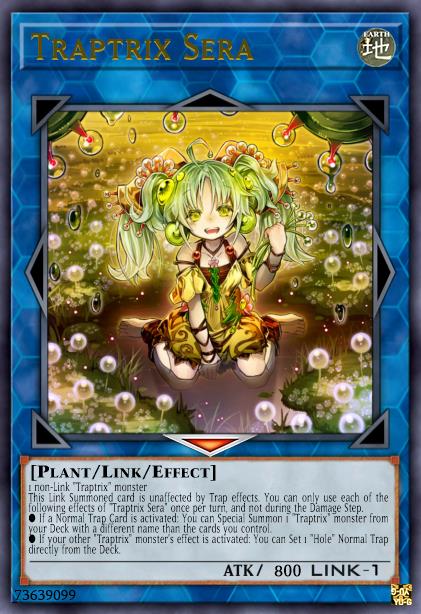 Traptrix Sera
EARTH
地
[Plant/Link/Effect]
1 non-Link "Traptrix" monster
This Link Summoned card is unaffected by Trap effects. You can only use each of the
following effects of "Traptrix Sera" once per turn, and not during the Damage Step.
● If a Normal Trap Card is activated: You can Special Summon 1 "Traptrix" monster from
your Deck with a different name than the cards you control.
● If your other "Traptrix" monster's effect is activated: You can Set 1 "Hole" Normal Trap
directly from the Deck.
ATK/ 800 LINK-1
73639099